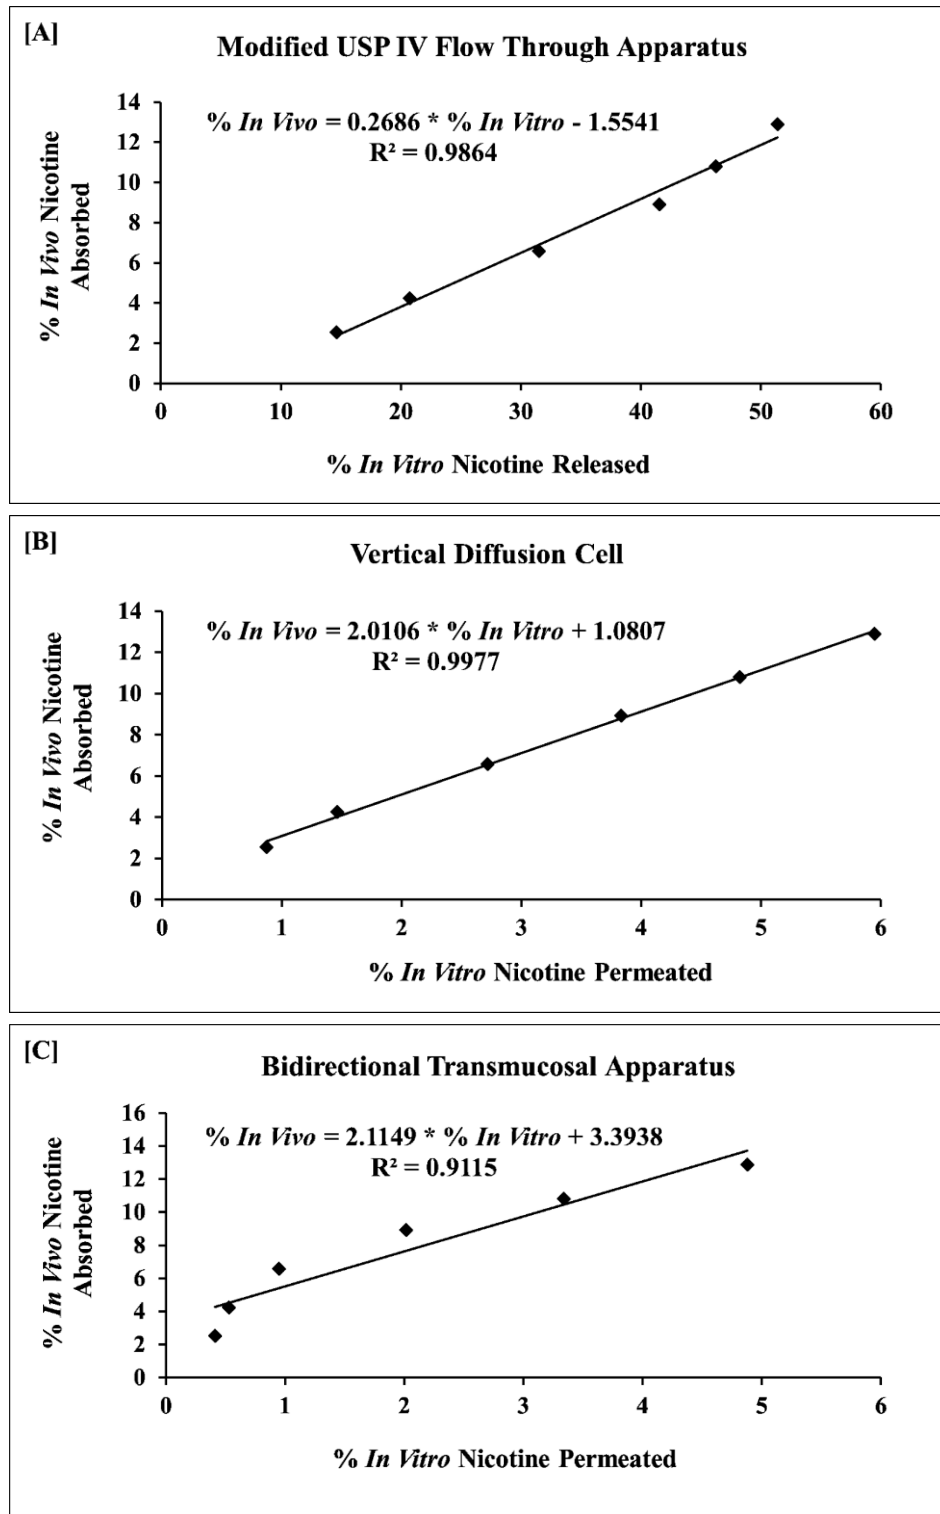 [A]
Modified USP IV Flow Through Apparatus
% In Vivo = 0.2686 * % In Vitro - 1.5541
R² = 0.9864
% In Vivo Nicotine
Absorbed
14
12
10
8
6
4
2
0
0 10 20 30 40 50 60
% In Vitro Nicotine Released
[B]
Vertical Diffusion Cell
% In Vivo = 2.0106 * % In Vitro + 1.0807
R² = 0.9977
% In Vivo Nicotine
Absorbed
14
12
10
8
6
4
2
0
0 1 2 3 4 5 6
% In Vitro Nicotine Permeated
[C]
Bidirectional Transmucosal Apparatus
% In Vivo = 2.1149 * % In Vitro + 3.3938
R² = 0.9115
% In Vivo Nicotine
Absorbed
16
14
12
10
8
6
4
2
0
0 1 2 3 4 5 6
% In Vitro Nicotine Permeated